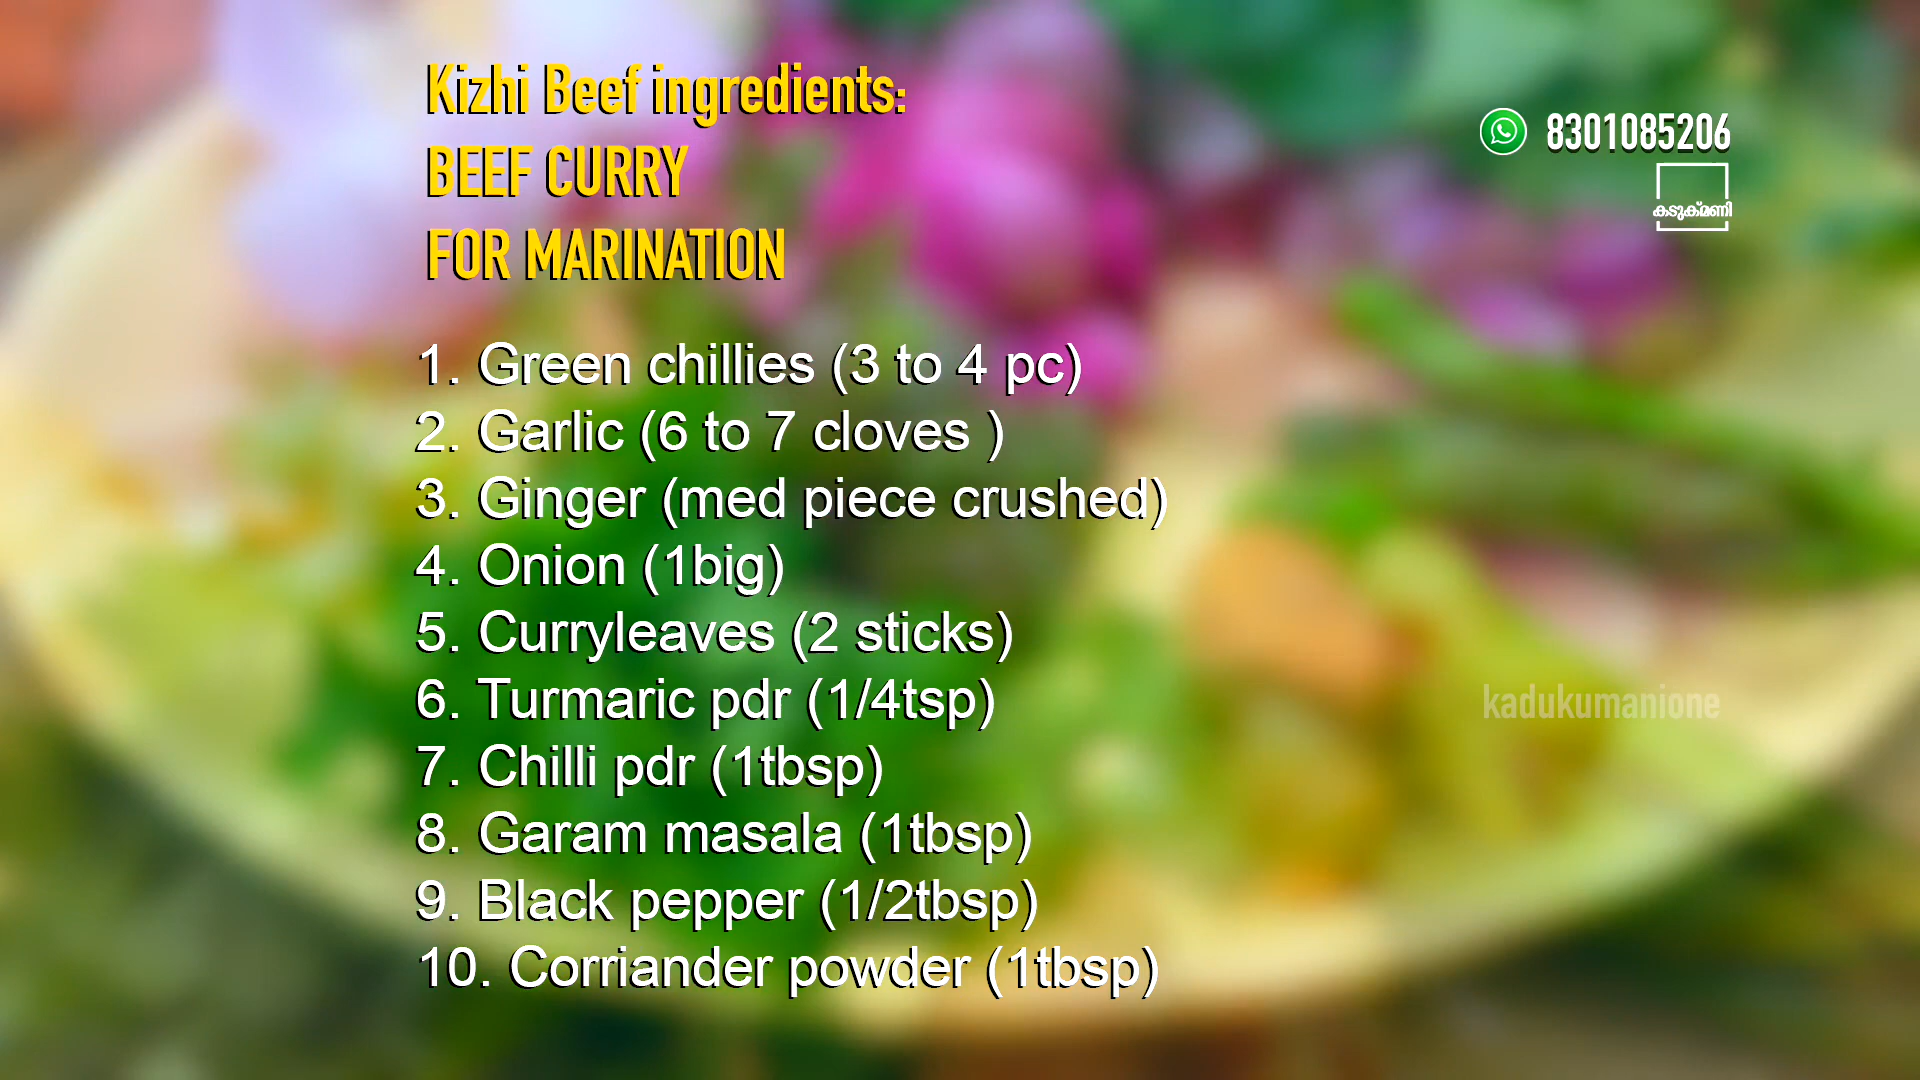 Kizhi Beef ingredients:
BEEF CURRY
FOR MARINATION
8301085206
കടുക്മണി
1. Green chillies (3 to 4 pc)
2. Garlic (6 to 7 cloves )
3. Ginger (med piece crushed)
4. Onion (1big)
5. Curryleaves (2 sticks)
6. Turmaric pdr (1/4tsp)
7. Chilli pdr (1tbsp)
8. Garam masala (1tbsp)
9. Black pepper (1/2tbsp)
10. Corriander powder (1tbsp)
kadukumanione